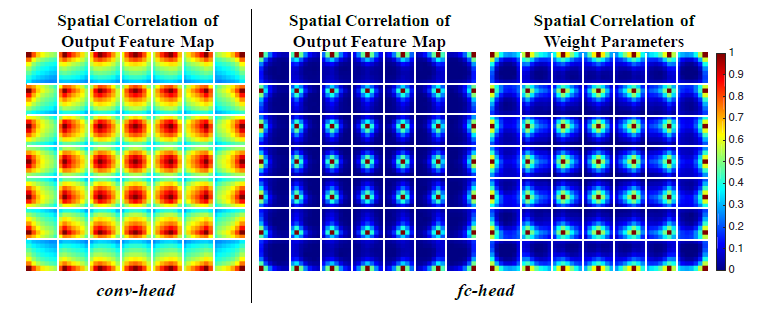 Spatial Correlation of
Output Feature Map
Spatial Correlation of
Output Feature Map
Spatial Correlation of
Weight Parameters
1
0.9
0.8
0.7
0.6
0.5
0.4
0.3
0.2
0.1
0
conv-head
fc-head